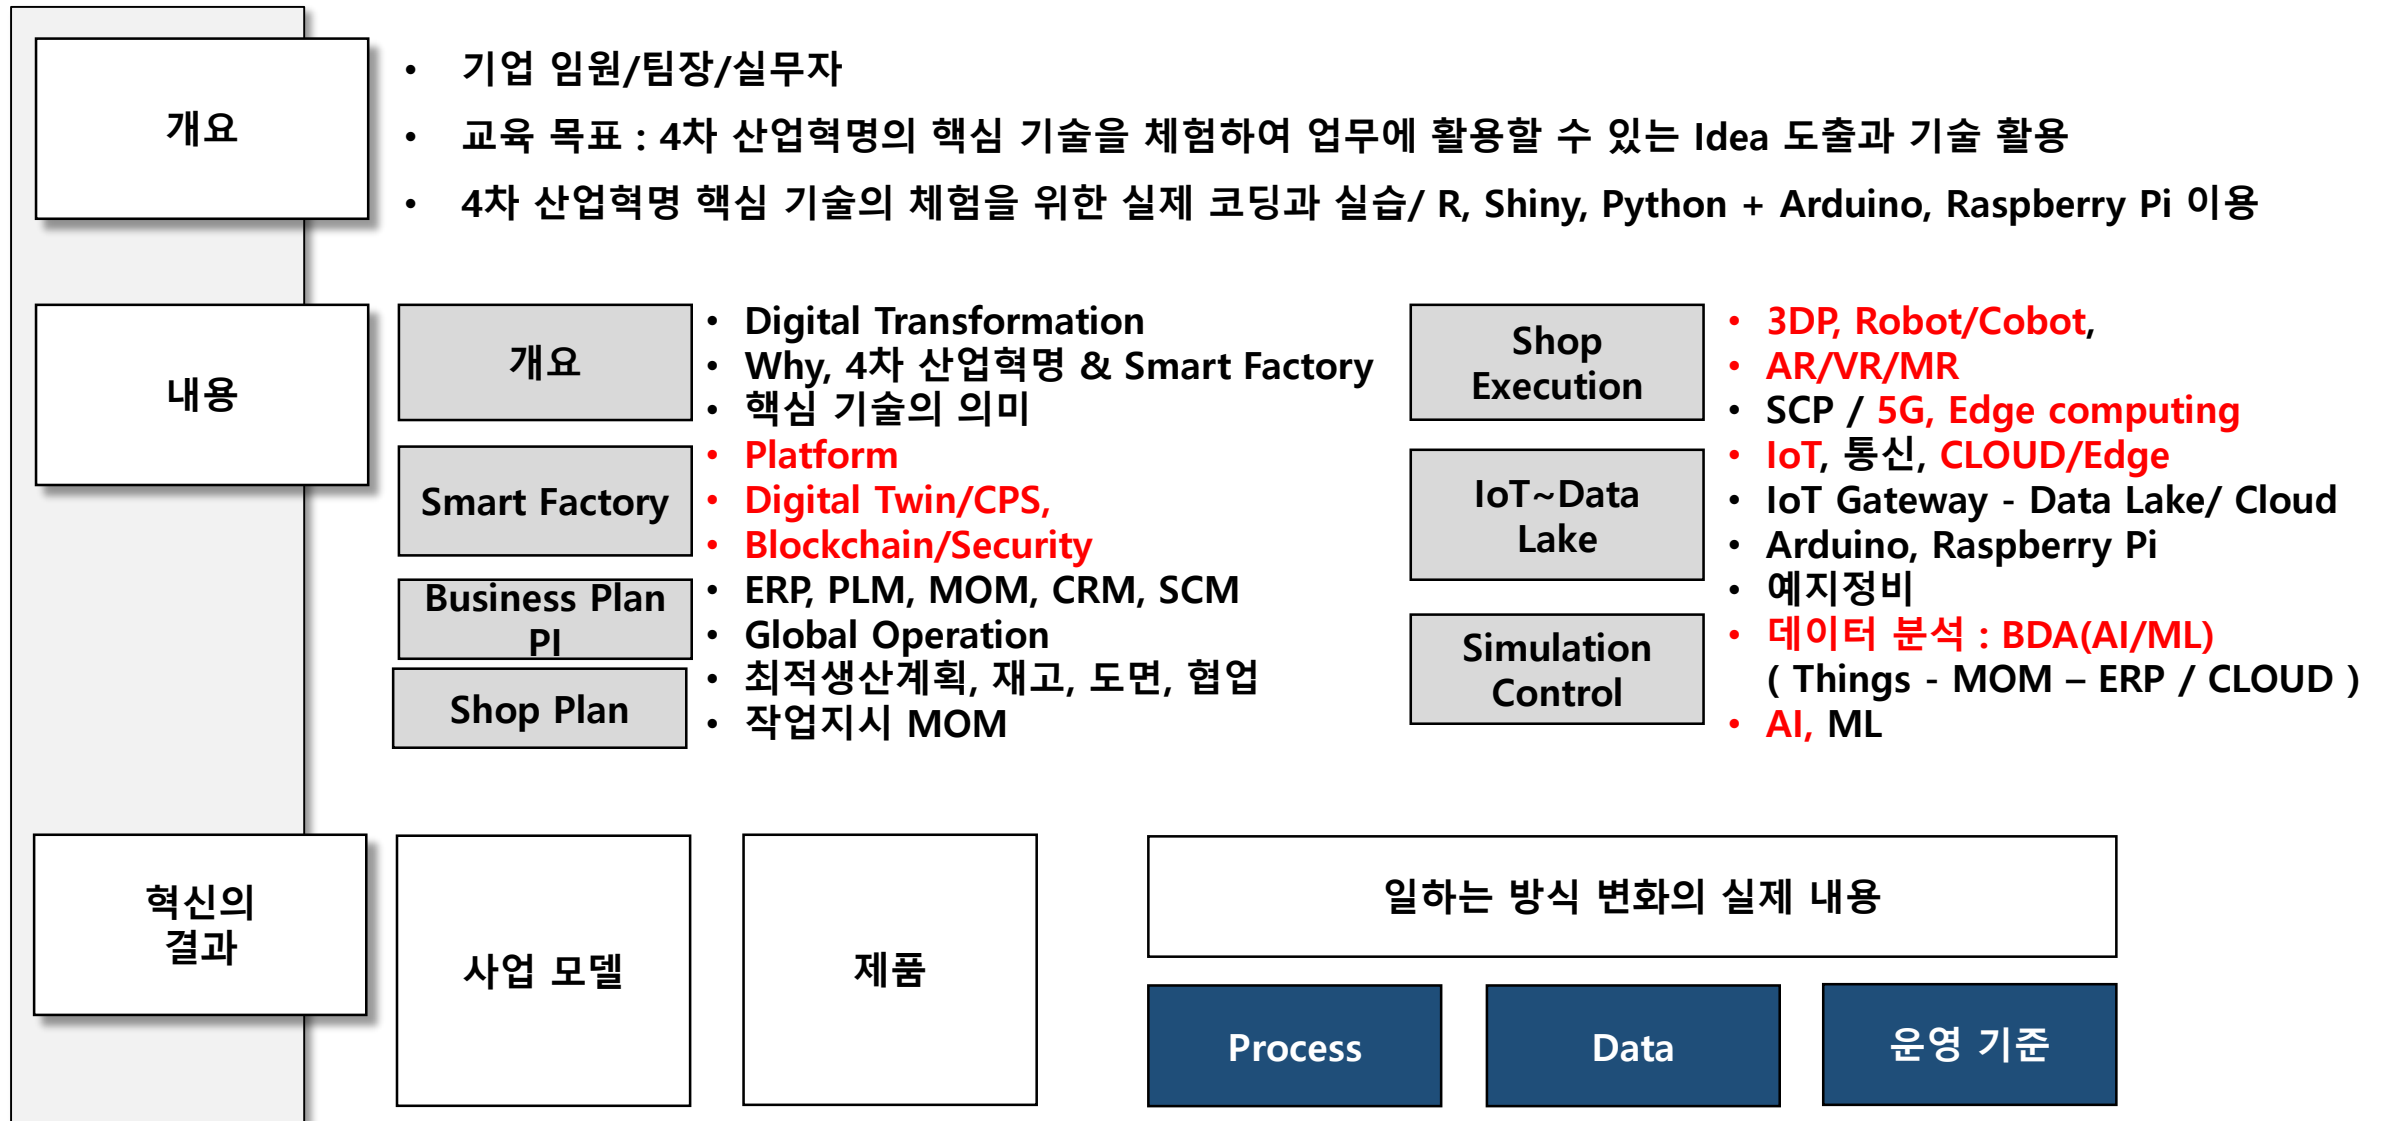 개요
• 기업 임원/팀장/실무자
• 교육 목표 : 4차 산업혁명의 핵심 기술을 체험하여 업무에 활용할 수 있는 Idea 도출과 기술 활용
• 4차 산업혁명 핵심 기술의 체험을 위한 실제 코딩과 실습/ R, Shiny, Python + Arduino, Raspberry Pi 이용
내용
개요
• Digital Transformation
• Why, 4차 산업혁명 & Smart Factory
• 핵심 기술의 의미
Smart Factory
• Platform
• Digital Twin/CPS,
• Blockchain/Security
Business Plan
PI
• ERP, PLM, MOM, CRM, SCM
• Global Operation
Shop Plan
• 최적생산계획, 재고, 도면, 협업
• 작업지시 MOM
Shop
Execution
• 3DP, Robot/Cobot,
• AR/VR/MR
• SCP / 5G, Edge computing
IoT~Data
Lake
• IoT, 통신, CLOUD/Edge
• IoT Gateway - Data Lake/ Cloud
• Arduino, Raspberry Pi
• 예지정비
Simulation
Control
• 데이터 분석 : BDA(AI/ML)
( Things - MOM – ERP / CLOUD )
• AI, ML
혁신의
결과
사업 모델
제품
일하는 방식 변화의 실제 내용
Process
Data
운영 기준